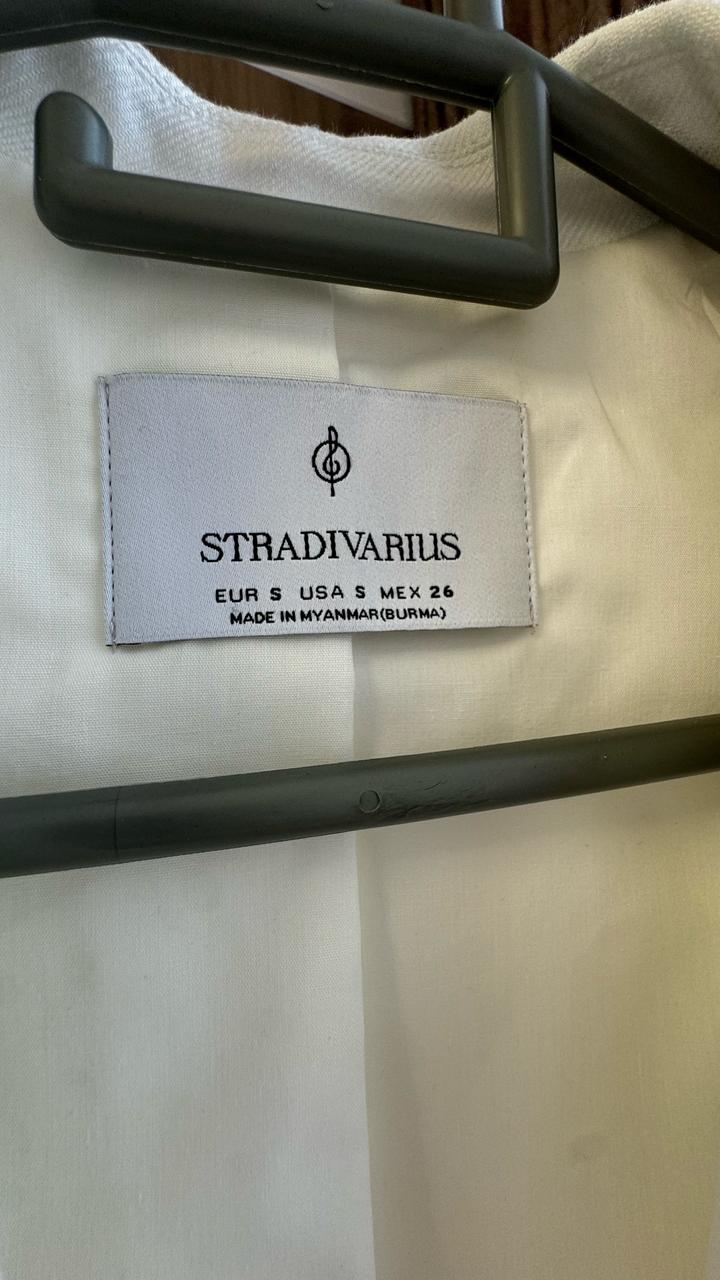 STRADIVARIUS
EUR S USA S MEX 26
MADE IN MYANMAR(BURMA)